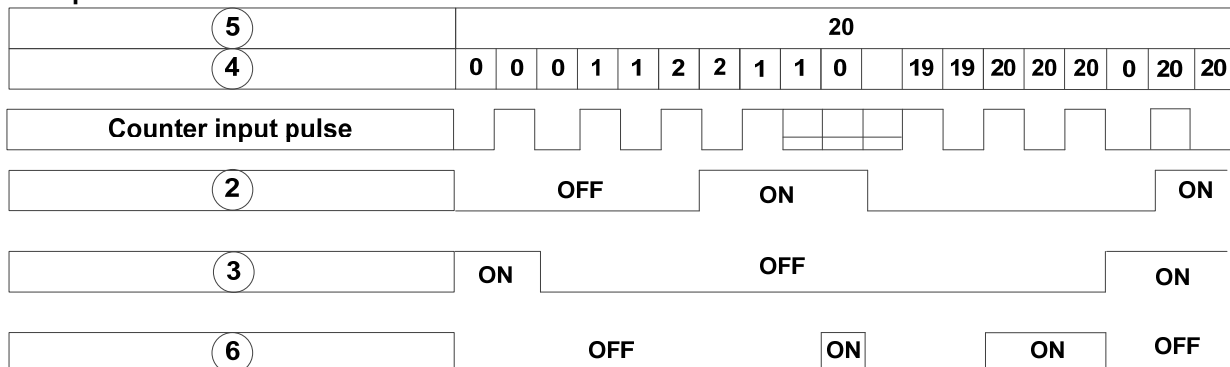 5 20
4 0 0 0 1 1 2 2 1 1 0 19 19 20 20 20 0 20 20
Counter input pulse
2 OFF ON ON
3 ON OFF ON
6 OFF ON ON OFF